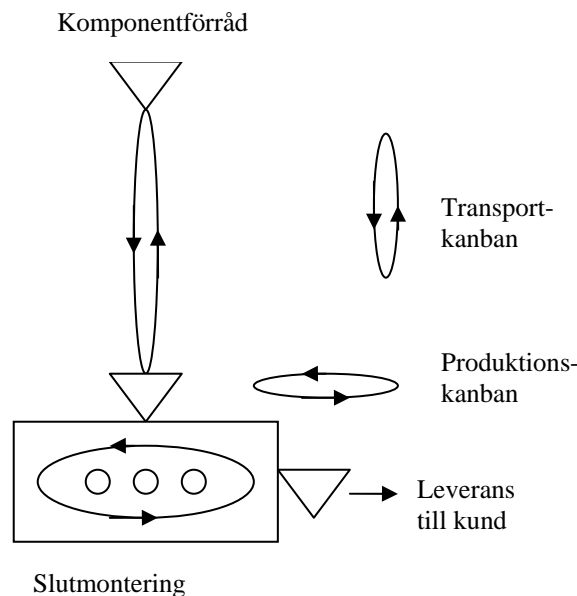 Komponentförråd
Transport-
kanban
Produktions-
kanban
Leverans
till kund
Slutmontering